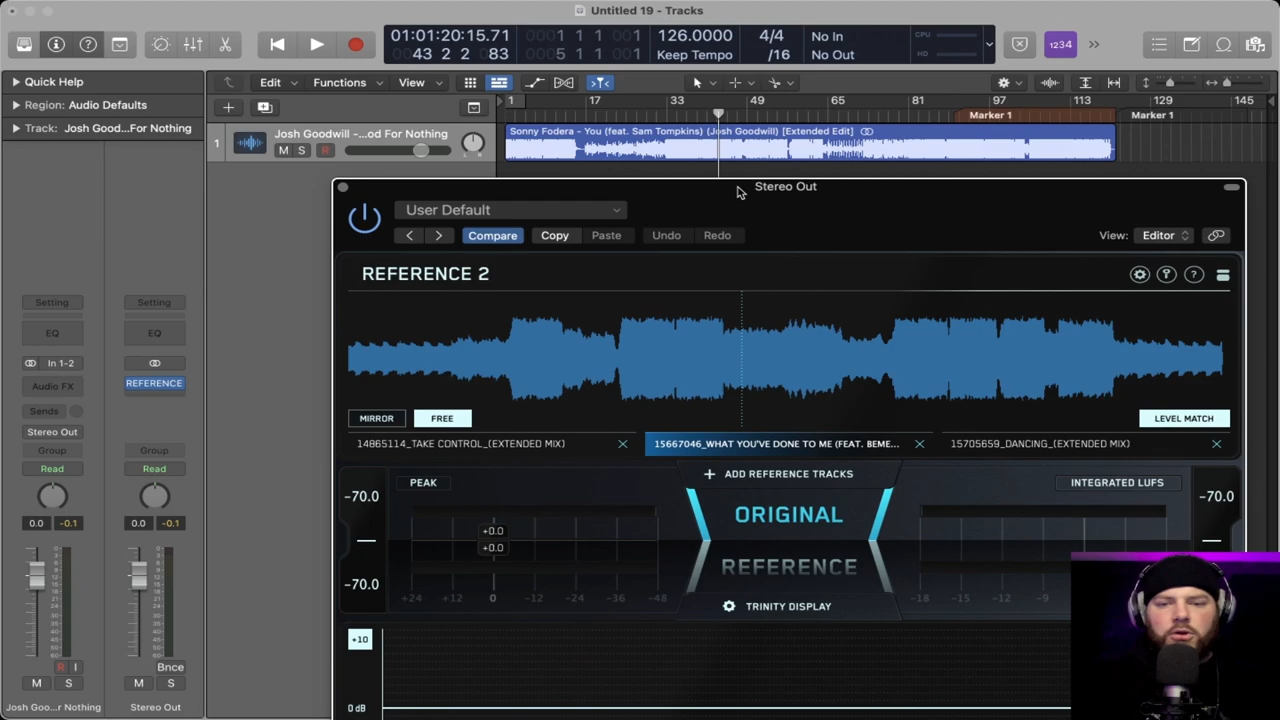 Untitled 19 - Tracks
01:01:20:15.71
0043 2 2 083
0001 1 1 001
0005 1 1 001
126.0000
Keep Tempo
4/4
/16
No In
No Out
CPU
HD
1234
Quick Help
Region: Audio Defaults
Track: Josh Good...For Nothing
Edit
Functions
View
1 17 33 49 65 81 97 113 129 145
Marker 1
Marker 1
1
Josh Goodwill -...od For Nothing
M S R
L R
Sonny Fodera - You (feat. Sam Tompkins) (Josh Goodwill) [Extended Edit]
Stereo Out
User Default
Compare
Copy
Paste
Undo
Redo
View:
Editor
REFERENCE 2
?
MIRROR
FREE
LEVEL MATCH
14865114_TAKE CONTROL_(EXTENDED MIX)
15667046_WHAT YOU'VE DONE TO ME (FEAT. BEME...
15705659_DANCING_(EXTENDED MIX)
ADD REFERENCE TRACKS
PEAK
INTEGRATED LUFS
-70.0
-70.0
ORIGINAL
+0.0
+0.0
REFERENCE
-70.0
+24 +12 0 -12 -24 -36 -48
-18 -15 -12 -9
TRINITY DISPLAY
+10
0 dB
Setting
Setting
EQ
EQ
In 1-2
Audio FX
REFERENCE
Sends
Stereo Out
Group
Group
Read
Read
0.0 -0.1
0.0 -0.1
R I
Bnce
M S
M S
Josh Goo...r Nothing
Stereo Out